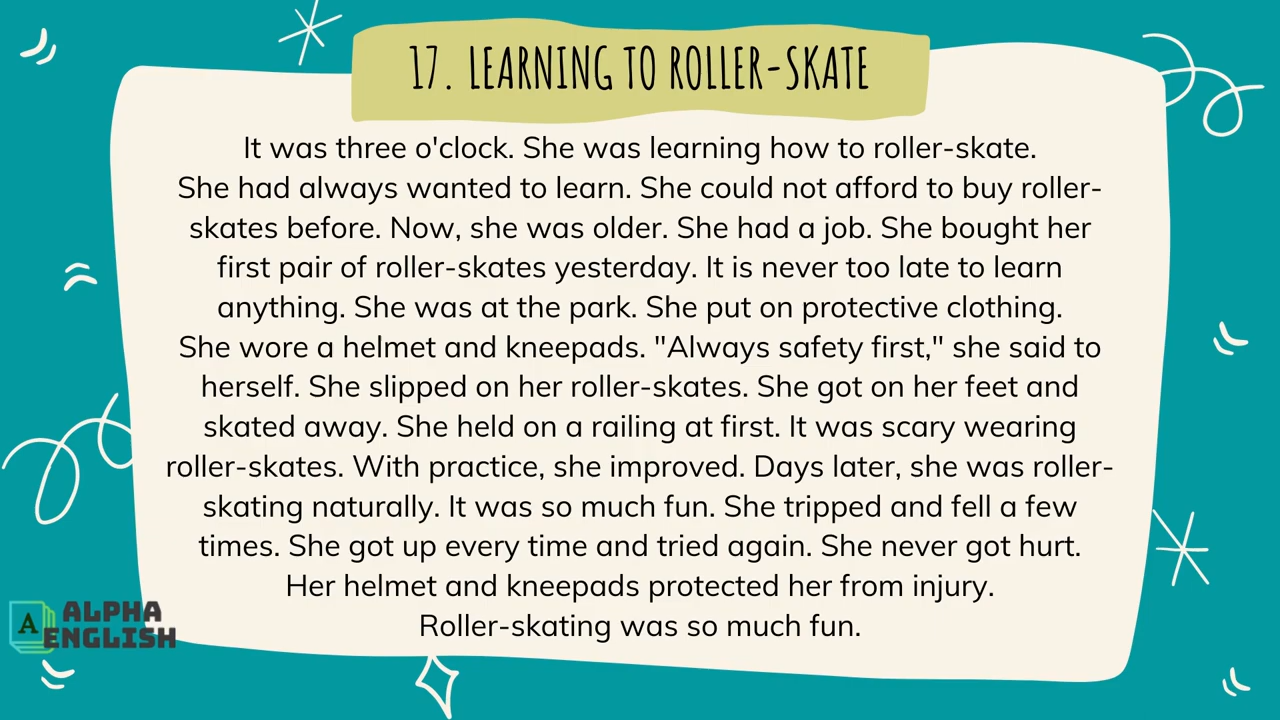 17. LEARNING TO ROLLER-SKATE
It was three o'clock. She was learning how to roller-skate.
She had always wanted to learn. She could not afford to buy roller-
skates before. Now, she was older. She had a job. She bought her
first pair of roller-skates yesterday. It is never too late to learn
anything. She was at the park. She put on protective clothing.
She wore a helmet and kneepads. "Always safety first," she said to
herself. She slipped on her roller-skates. She got on her feet and
skated away. She held on a railing at first. It was scary wearing
roller-skates. With practice, she improved. Days later, she was roller-
skating naturally. It was so much fun. She tripped and fell a few
times. She got up every time and tried again. She never got hurt.
Her helmet and kneepads protected her from injury.
Roller-skating was so much fun.
A
ALPHA
ENGLISH